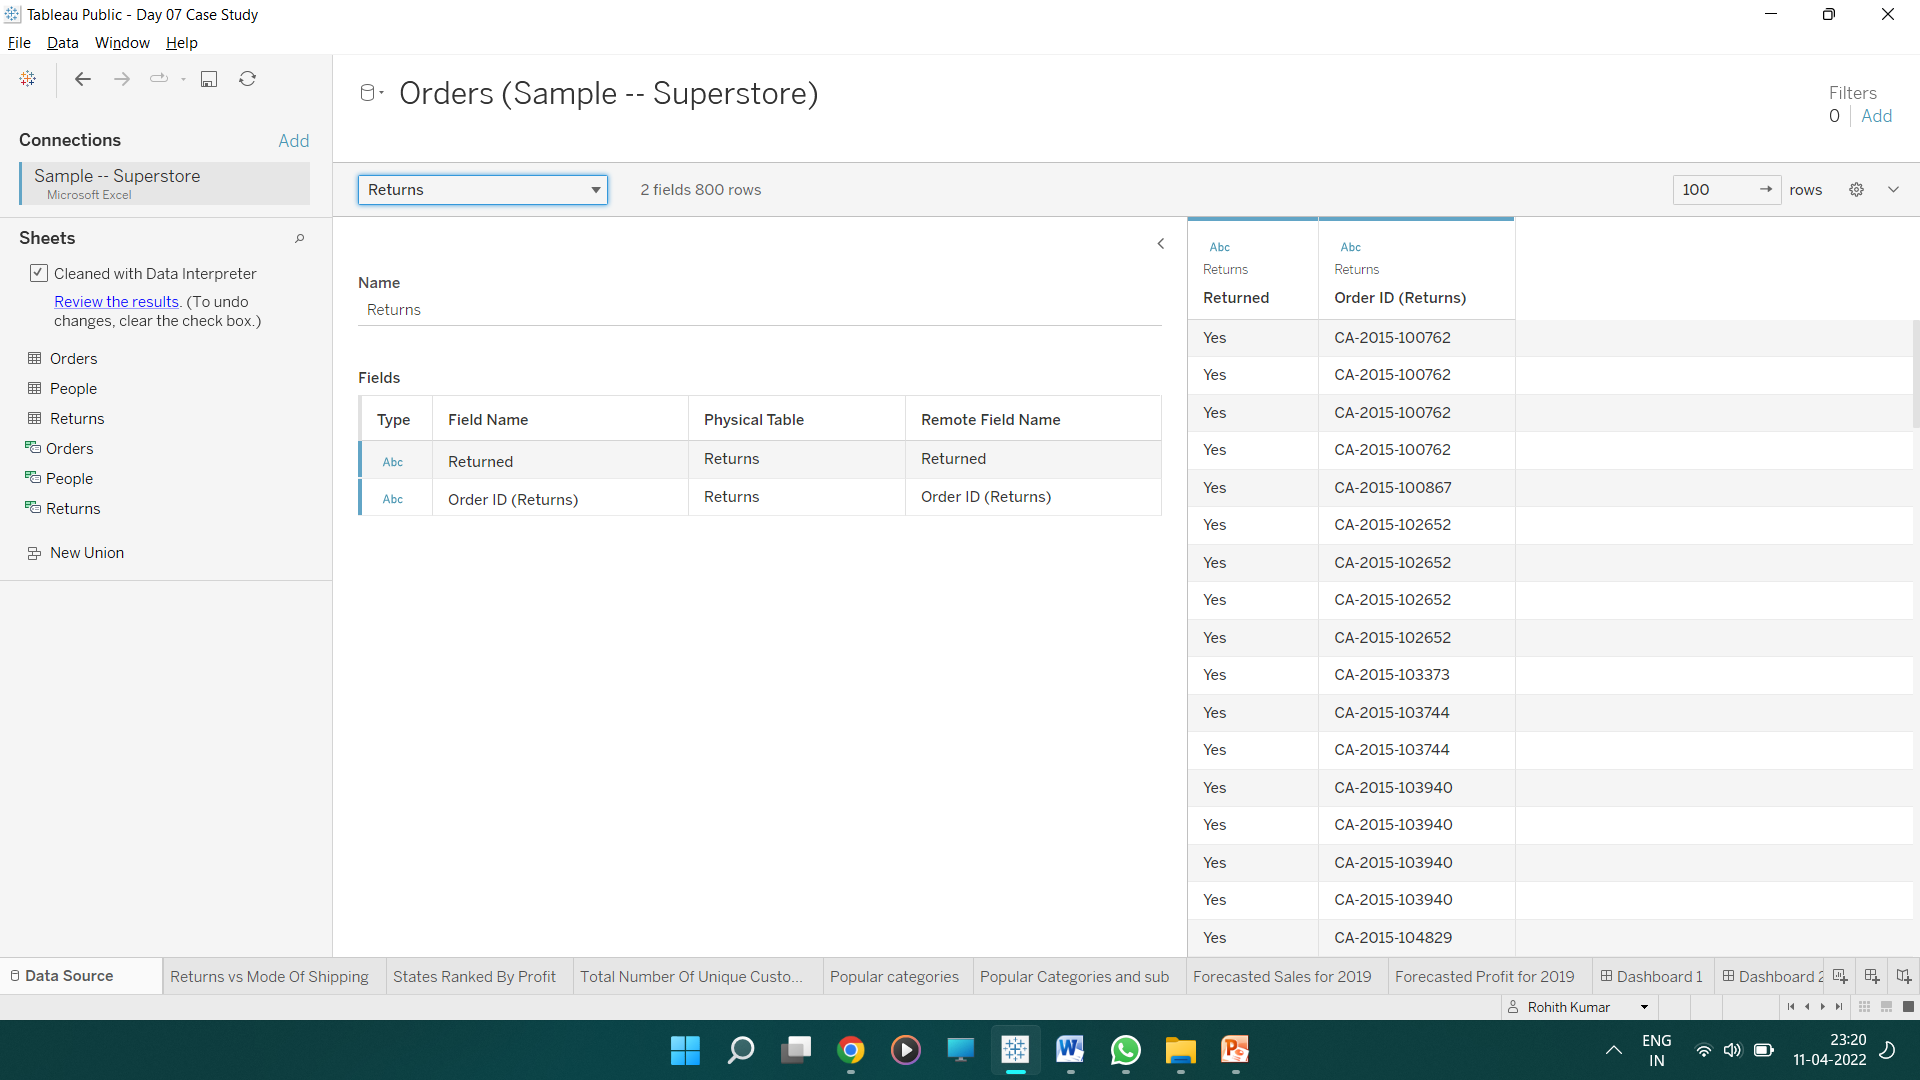 Tableau Public - Day 07 Case Study
File Data Window Help
Connections Add
Sample -- Superstore
Microsoft Excel
Sheets
Cleaned with Data Interpreter
Review the results. (To undo
changes, clear the check box.)
Orders
People
Returns
Orders
People
Returns
New Union
Orders (Sample -- Superstore)
Filters
0 Add
Returns 2 fields 800 rows 100 rows
Name
Returns
Fields
Type Field Name Physical Table Remote Field Name
Abc Returned Returns Returned
Abc Order ID (Returns) Returns Order ID (Returns)
Abc Abc
Returns Returns
Returned Order ID (Returns)
Yes CA-2015-100762
Yes CA-2015-100762
Yes CA-2015-100762
Yes CA-2015-100762
Yes CA-2015-100867
Yes CA-2015-102652
Yes CA-2015-102652
Yes CA-2015-102652
Yes CA-2015-102652
Yes CA-2015-103373
Yes CA-2015-103744
Yes CA-2015-103744
Yes CA-2015-103940
Yes CA-2015-103940
Yes CA-2015-103940
Yes CA-2015-103940
Yes CA-2015-104829
Data Source Returns vs Mode Of Shipping States Ranked By Profit Total Number Of Unique Custo... Popular categories Popular Categories and sub Forecasted Sales for 2019 Forecasted Profit for 2019 Dashboard 1 Dashboard 2
Rohith Kumar
ENG
IN
23:20
11-04-2022